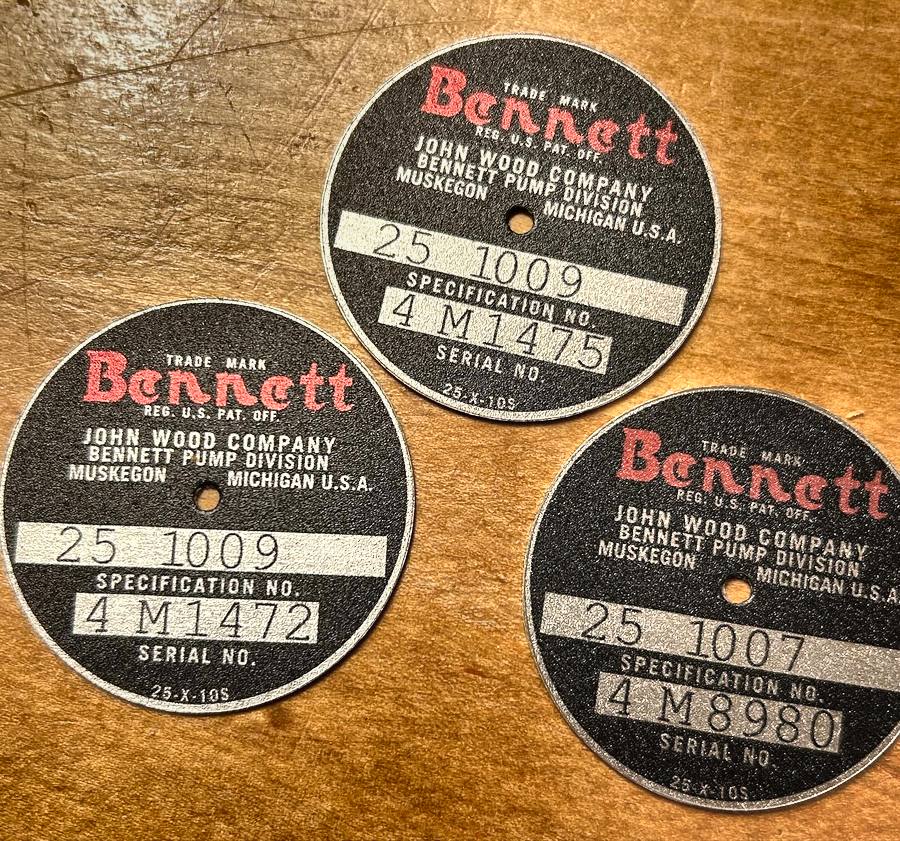 TRADE MARK
Bennett
REG. U.S. PAT. OFF.
JOHN WOOD COMPANY
BENNETT PUMP DIVISION
MUSKEGON MICHIGAN U.S.A.
25 1009
SPECIFICATION NO.
4 M1475
SERIAL NO.
25-X-10S
TRADE MARK
Bennett
REG. U.S. PAT. OFF.
JOHN WOOD COMPANY
BENNETT PUMP DIVISION
MUSKEGON MICHIGAN U.S.A.
25 1009
SPECIFICATION NO.
4 M1472
SERIAL NO.
25-X-10S
TRADE MARK
Bennett
REG. U.S. PAT. OFF.
JOHN WOOD COMPANY
BENNETT PUMP DIVISION
MUSKEGON MICHIGAN U.S.A.
25 1007
SPECIFICATION NO.
4 M8980
SERIAL NO.
25-X-10S